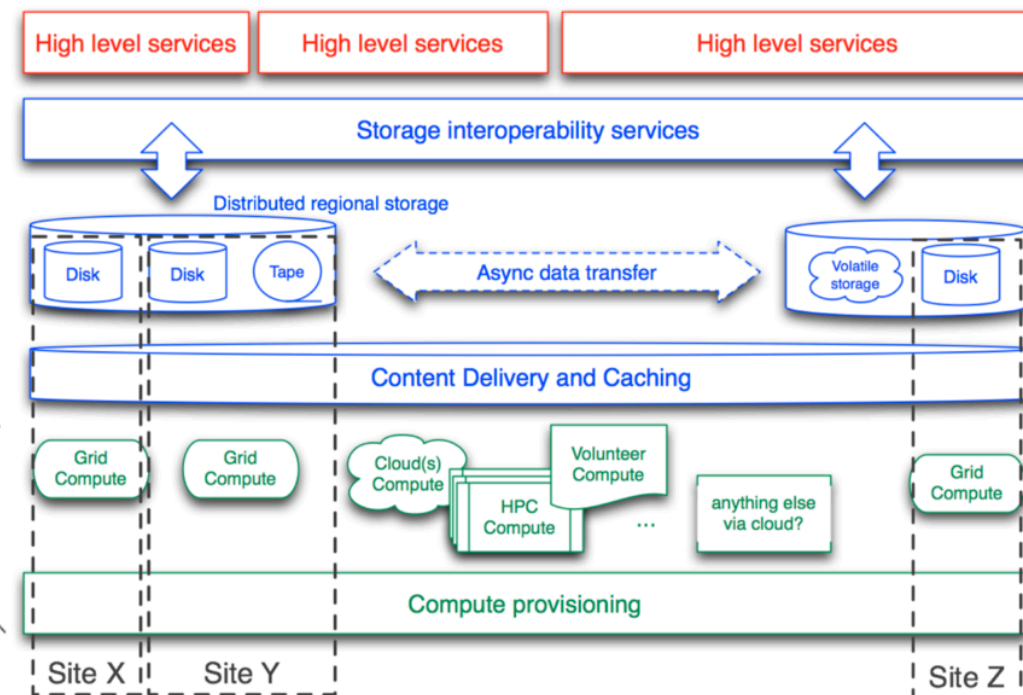 High level services
High level services
High level services
Storage interoperability services
Distributed regional storage
Disk
Disk
Tape
Async data transfer
Volatile
storage
Disk
Content Delivery and Caching
Grid
Compute
Grid
Compute
Cloud(s)
Compute
HPC
Compute
Volunteer
Compute
...
anything else
via cloud?
Grid
Compute
Compute provisioning
Site X
Site Y
Site Z